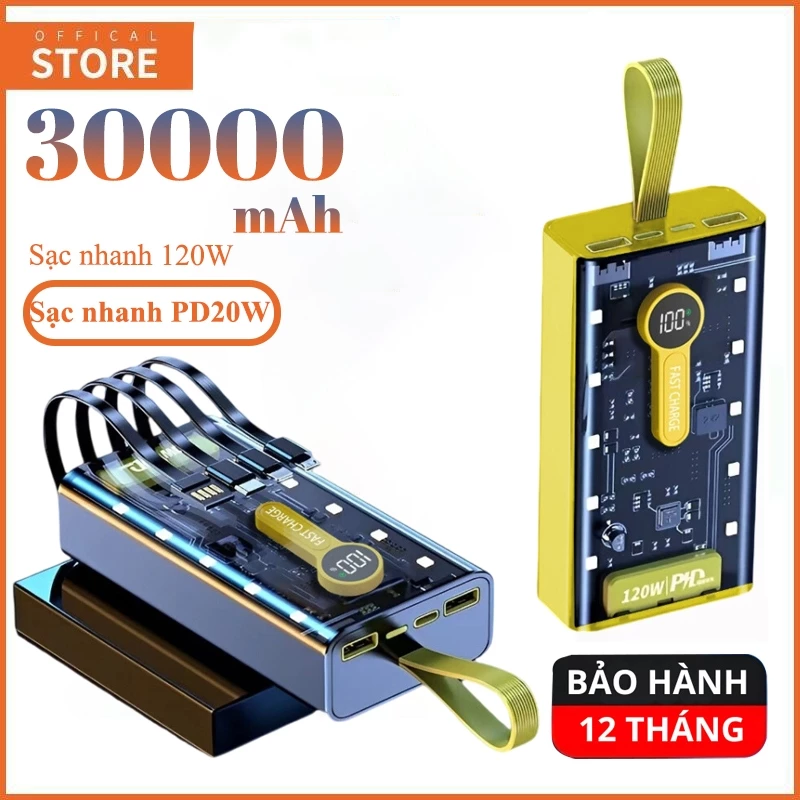 OFFICAL
STORE
30000
mAh
Sạc nhanh 120W
Sạc nhanh PD20W
100%
FAST CHARGE
120W
FAST CHARGE
100
BẢO HÀNH
12 THÁNG